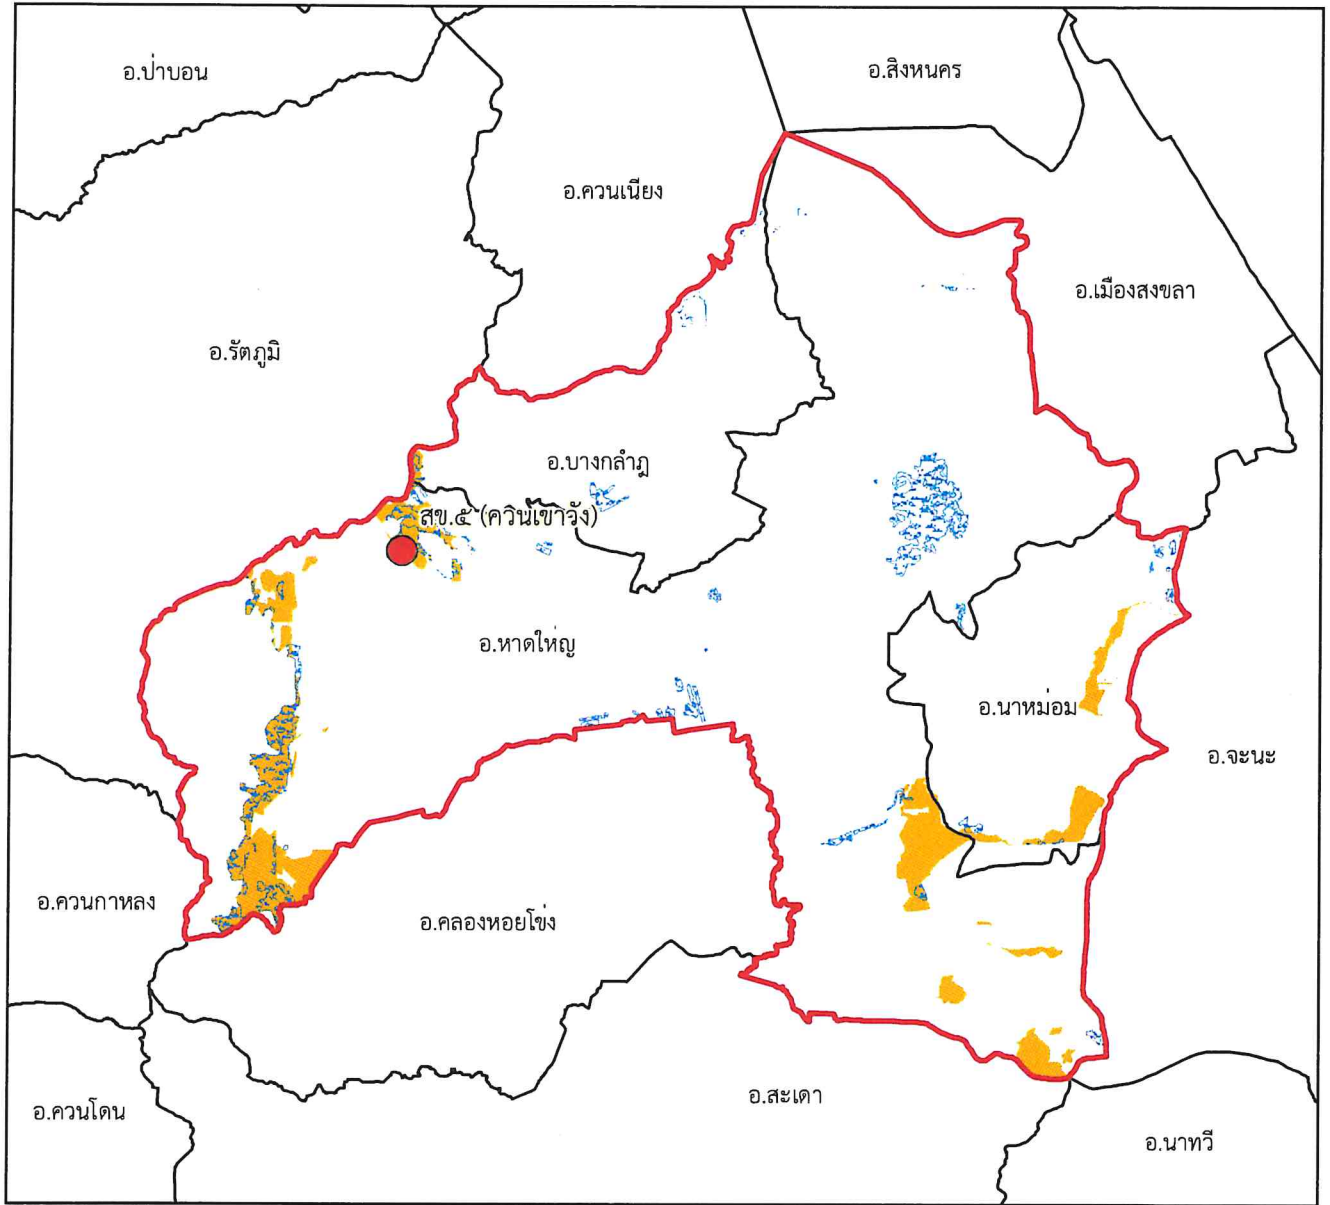 อ.ป่าบอน
อ.สิงหนคร
อ.ควนเนียง
อ.เมืองสงขลา
อ.รัตภูมิ
อ.บางกล่ำ
สข.๕ (ควนเขาวัง)
อ.หาดใหญ่
อ.นาหม่อม
อ.จะนะ
อ.ควนกาหลง
อ.คลองหอยโข่ง
อ.สะเดา
อ.ควนโดน
อ.นาทวี